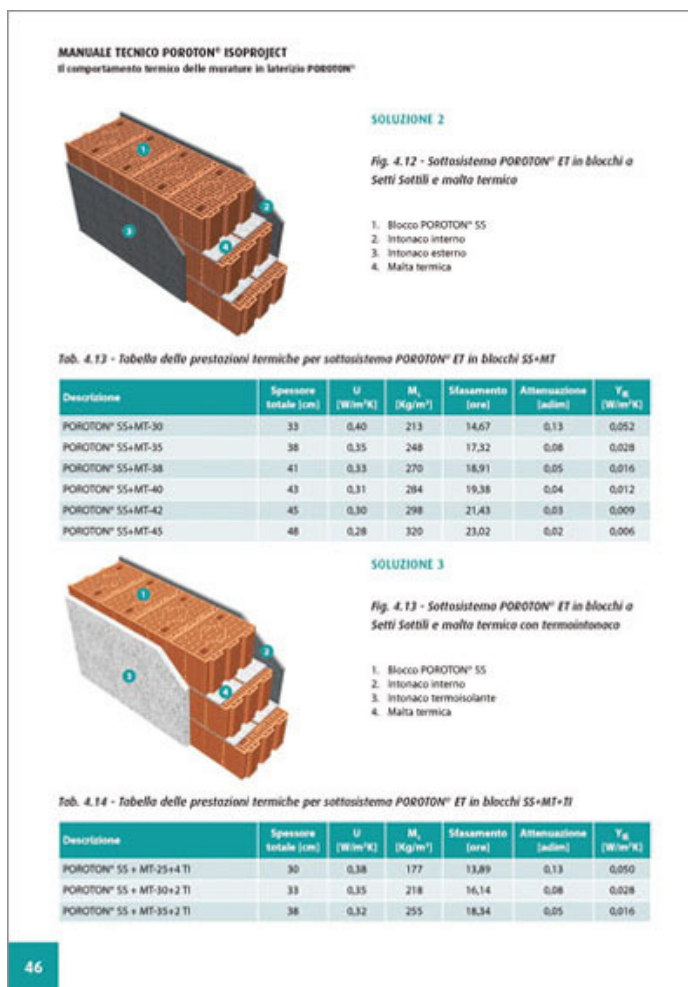 MANUALE TECNICO POROTON® ISOPROJECT
Il comportamento termico delle murature in laterizio POROTON®
SOLUZIONE 2
Fig. 4.12 - Sottosistema POROTON® ET in blocchi a
Setti Sottili e malta termica
1. Blocco POROTON® SS
2. Intonaco interno
3. Intonaco esterno
4. Malta termica
1
2
3
4
Tab. 4.13 - Tabella delle prestazioni termiche per sottosistema POROTON® ET in blocchi SS+MT
Descrizione Spessore totale [cm] U [W/m²K] Ms [Kg/m²] Sfasamento [ore] Attenuazione [adim] YIE [W/m²K]
POROTON® SS+MT-30 33 0,40 213 14,67 0,13 0,052
POROTON® SS+MT-35 38 0,35 248 17,32 0,08 0,028
POROTON® SS+MT-38 41 0,33 270 18,91 0,05 0,016
POROTON® SS+MT-40 43 0,31 284 19,38 0,04 0,012
POROTON® SS+MT-42 45 0,30 298 21,43 0,03 0,009
POROTON® SS+MT-45 48 0,28 320 23,02 0,02 0,006
SOLUZIONE 3
Fig. 4.13 - Sottosistema POROTON® ET in blocchi a
Setti Sottili e malta termica con termointonaco
1. Blocco POROTON® SS
2. Intonaco interno
3. Intonaco termoisolante
4. Malta termica
1
2
3
4
Tab. 4.14 - Tabella delle prestazioni termiche per sottosistema POROTON® ET in blocchi SS+MT+TI
Descrizione Spessore totale [cm] U [W/m²K] Ms [Kg/m²] Sfasamento [ore] Attenuazione [adim] YIE [W/m²K]
POROTON® SS + MT-25+4 TI 30 0,38 177 13,89 0,13 0,050
POROTON® SS + MT-30+2 TI 33 0,35 218 16,14 0,08 0,028
POROTON® SS + MT-35+2 TI 38 0,32 255 18,34 0,05 0,016
46